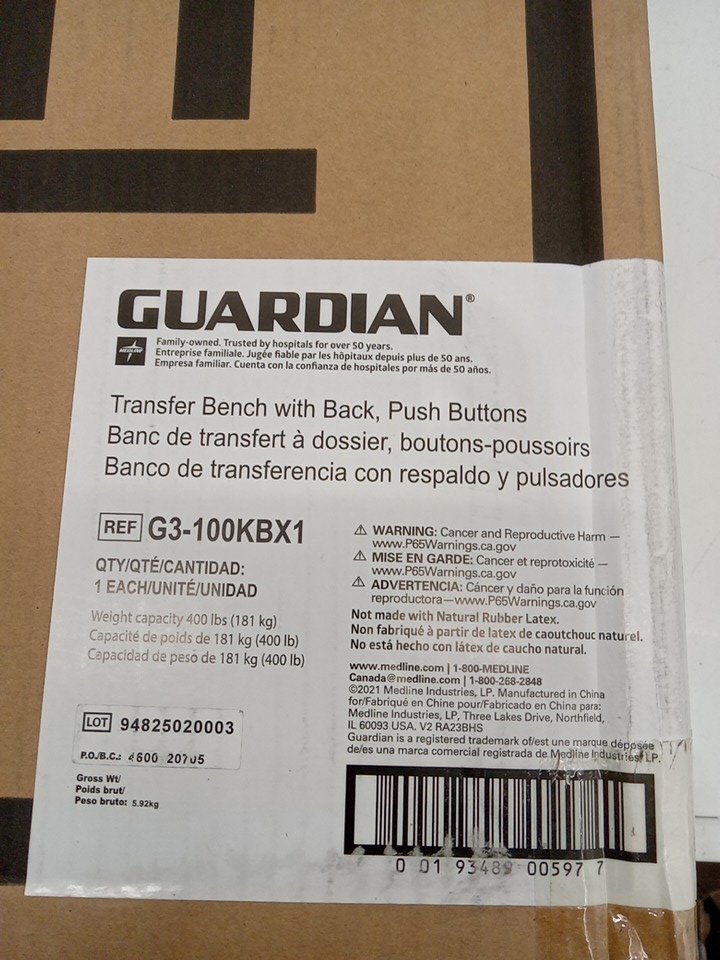 GUARDIAN®
MEDLINE
Family-owned. Trusted by hospitals for over 50 years.
Entreprise familiale. Jugée fiable par les hôpitaux depuis plus de 50 ans.
Empresa familiar. Cuenta con la confianza de hospitales por más de 50 años.
Transfer Bench with Back, Push Buttons
Banc de transfert à dossier, boutons-poussoirs
Banco de transferencia con respaldo y pulsadores
REF G3-100KBX1
QTY/QTÉ/CANTIDAD:
1 EACH/UNITÉ/UNIDAD
Weight capacity 400 lbs (181 kg)
Capacité de poids de 181 kg (400 lb)
Capacidad de peso de 181 kg (400 lb)
LOT 94825020003
P.O./B.C.: 4600 20705
Gross Wt/
Poids brut/
Peso bruto: 5.92kg
⚠ WARNING: Cancer and Reproductive Harm —
www.P65Warnings.ca.gov
⚠ MISE EN GARDE: Cancer et reprotoxicité —
www.P65Warnings.ca.gov
⚠ ADVERTENCIA: Cáncer y daño para la función
reproductora—www.P65Warnings.ca.gov
Not made with Natural Rubber Latex.
Non fabriqué à partir de latex de caoutchouc naturel.
No está hecho con látex de caucho natural.
www.medline.com | 1-800-MEDLINE
Canada@medline.com | 1-800-268-2848
©2021 Medline Industries, LP. Manufactured in China
for/Fabriqué en Chine pour/Fabricado en China para:
Medline Industries, LP, Three Lakes Drive, Northfield,
IL 60093 USA. V2 RA23BHS
Guardian is a registered trademark of/est une marque déposée
de/es una marca comercial registrada de Medline Industries, LP.
0 01 93489 00597 7